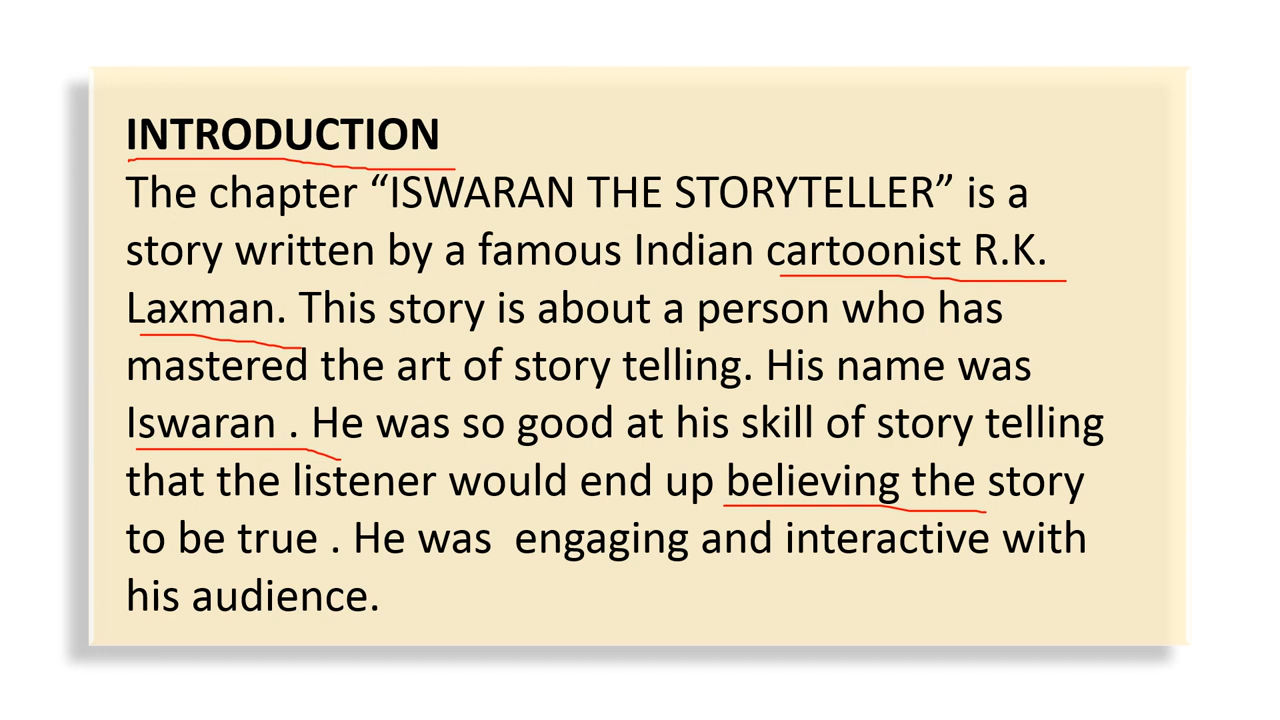 INTRODUCTION
The chapter “ISWARAN THE STORYTELLER” is a
story written by a famous Indian cartoonist R.K.
Laxman. This story is about a person who has
mastered the art of story telling. His name was
Iswaran . He was so good at his skill of story telling
that the listener would end up believing the story
to be true . He was  engaging and interactive with
his audience.